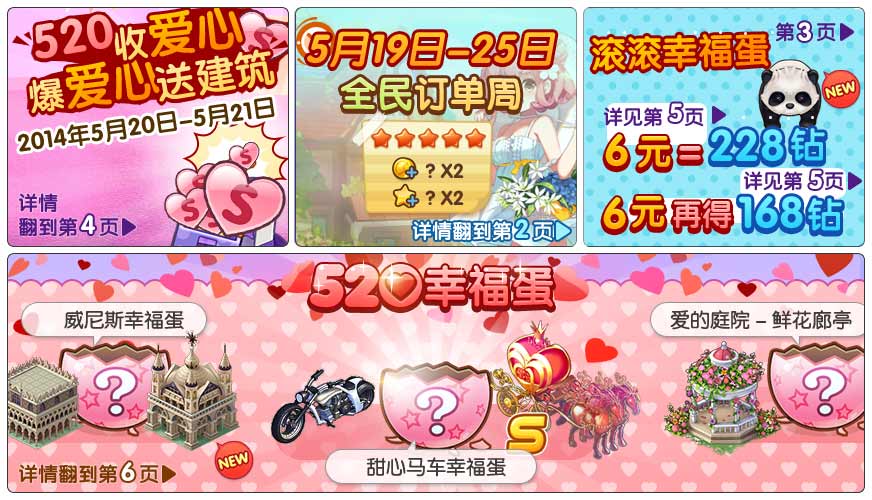 520收爱心
爆爱心送建筑
2014年5月20日-5月21日
S
S
S
详情
翻到第4页
5月19日-25日
全民订单周
? X2
? X2
详情翻到第2页
第3页
滚滚幸福蛋
NEW
详见第5页
6元=228钻
详见第5页
6元再得168钻
520幸福蛋
威尼斯幸福蛋
爱的庭院-鲜花廊亭
?
?
?
S
甜心马车幸福蛋
NEW
详情翻到第6页